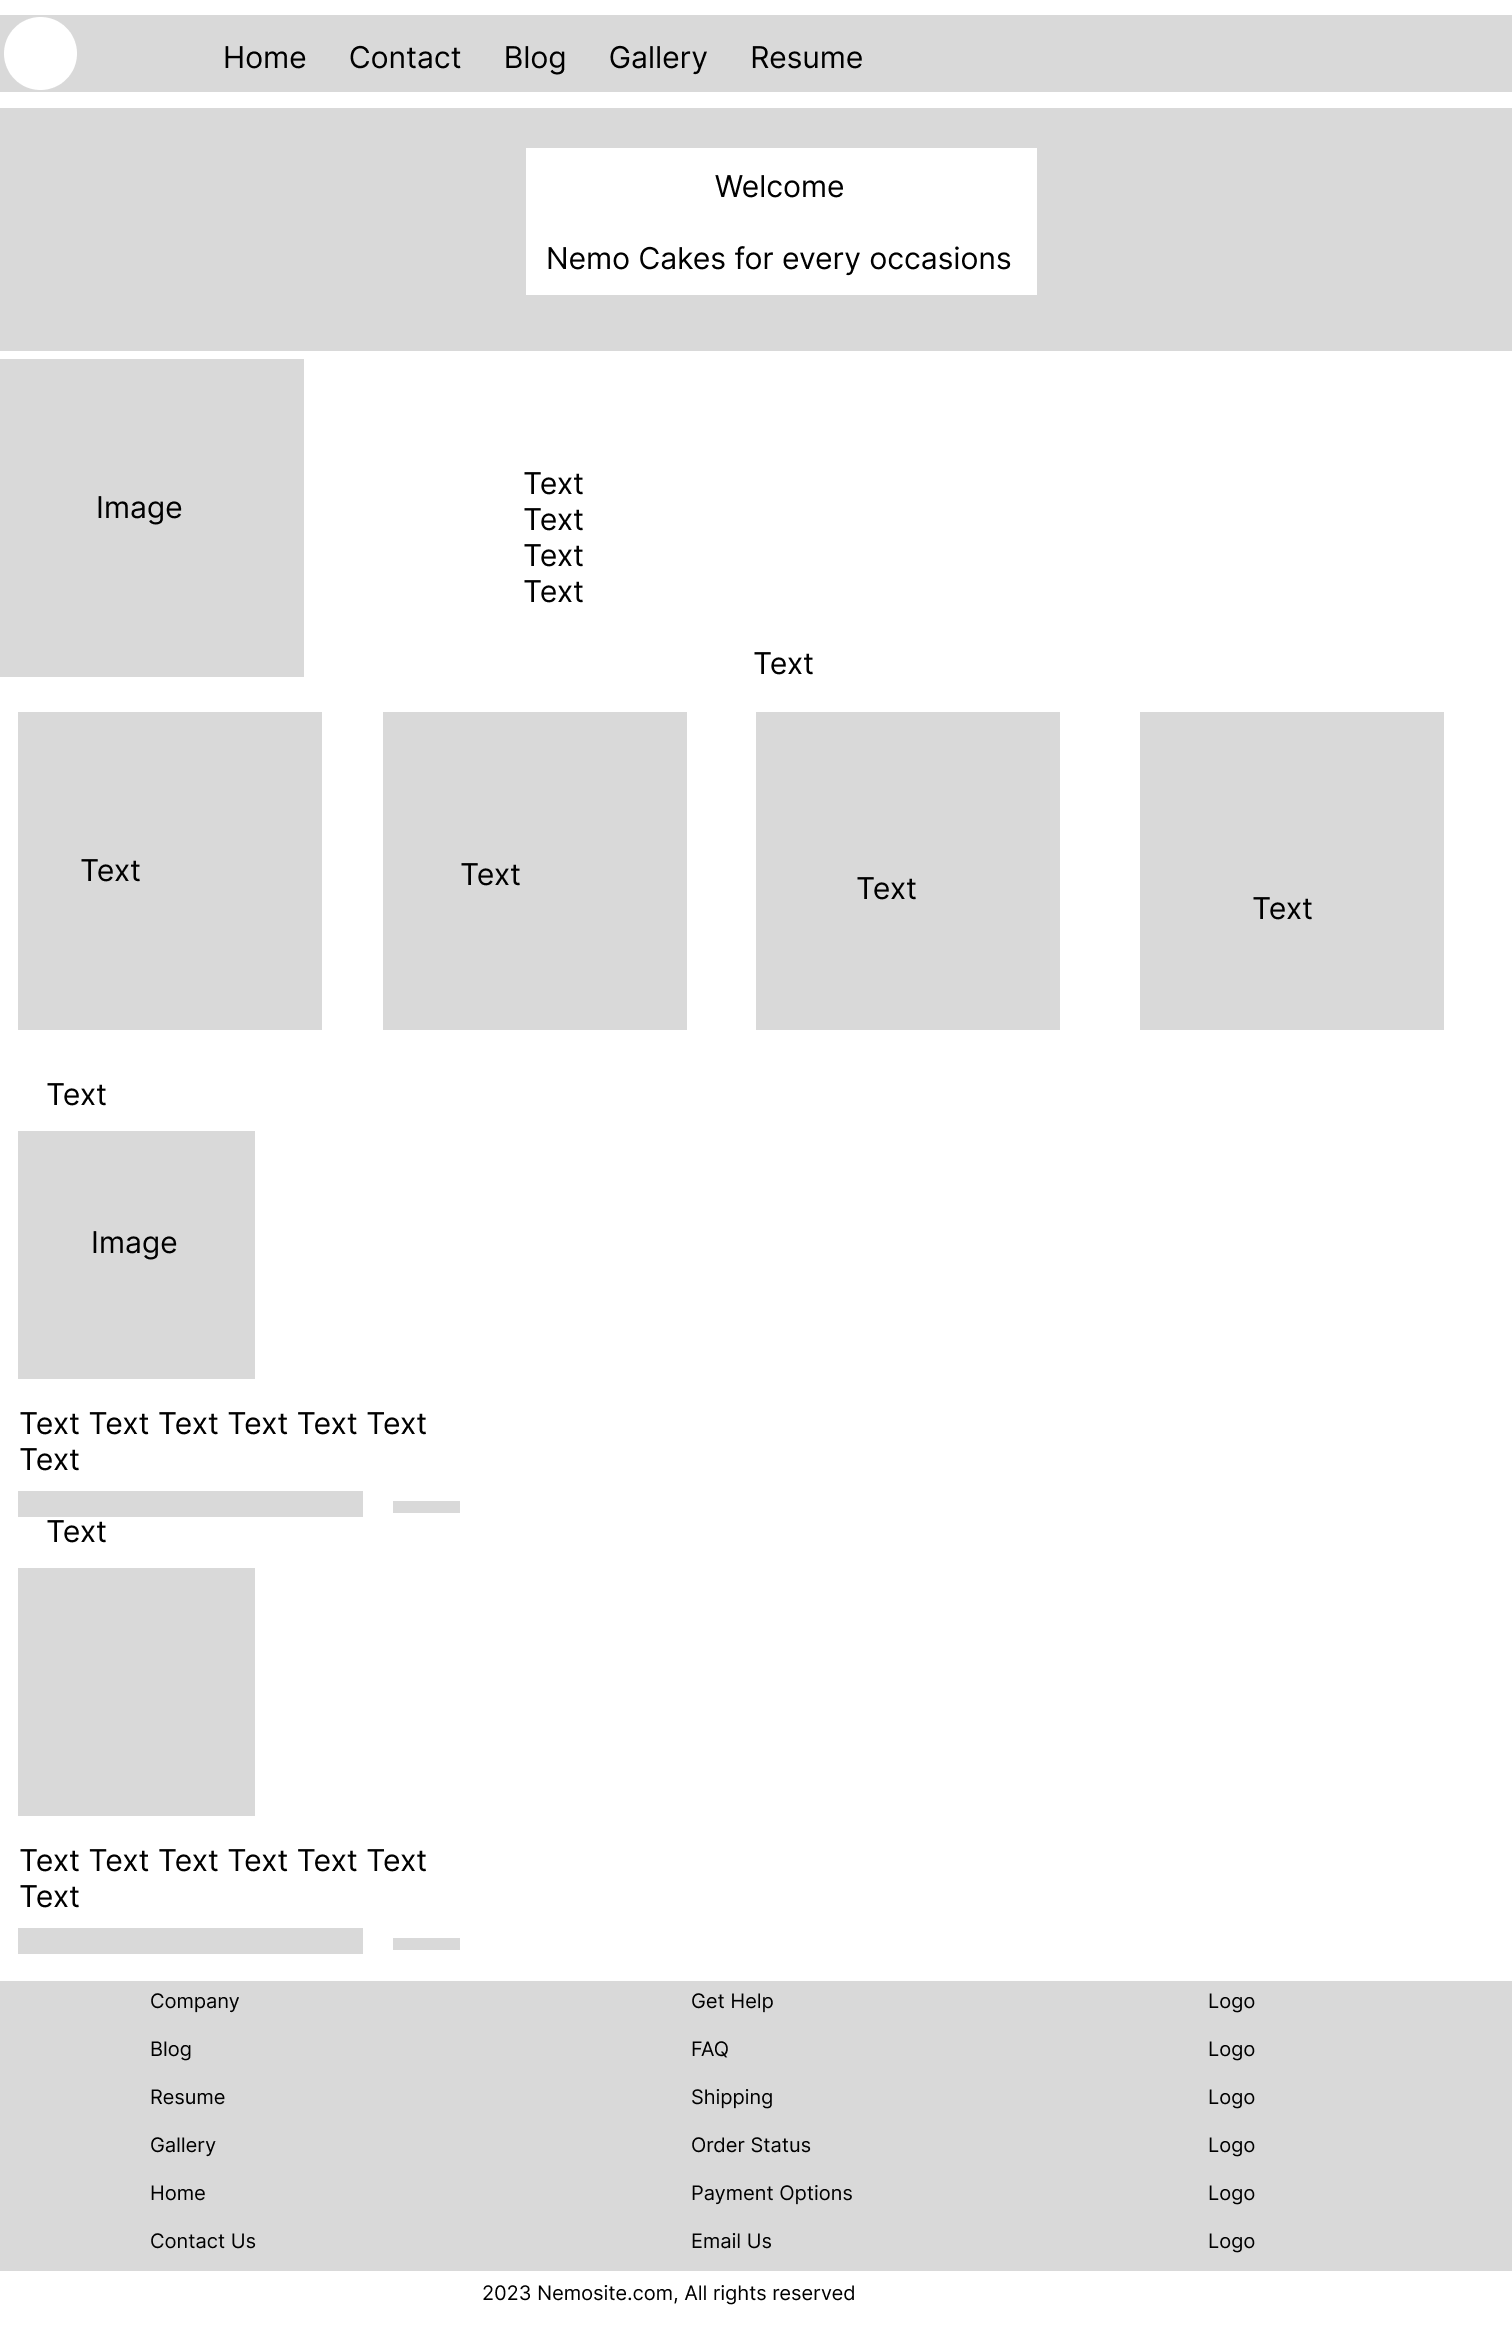 Home Contact Blog Gallery Resume
Welcome
Nemo Cakes for every occasions
Image
Text
Text
Text
Text
Text
Text Text Text Text
Text
Image
Text Text Text Text Text Text
Text
Text
Text Text Text Text Text Text
Text
Company
Blog
Resume
Gallery
Home
Contact Us
Get Help
FAQ
Shipping
Order Status
Payment Options
Email Us
Logo
Logo
Logo
Logo
Logo
Logo
2023 Nemosite.com, All rights reserved